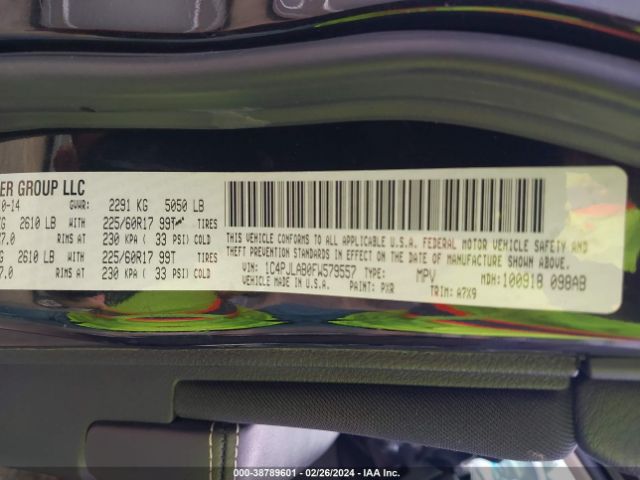 ER GROUP LLC
0-14 GVWR: 2291 KG 5050 LB
KG 2610 LB WITH 225/60R17 99T TIRES
7.0 RIMS AT 230 KPA ( 33 PSI) COLD
KG 2610 LB WITH 225/60R17 99T TIRES
7.0 RIMS AT 230 KPA ( 33 PSI) COLD
THIS VEHICLE CONFORMS TO ALL APPLICABLE U.S.A. FEDERAL MOTOR VEHICLE SAFETY AND
THEFT PREVENTION STANDARDS IN EFFECT ON THE DATE OF MANUFACTURE SHOWN ABOVE.
VIN: 1C4PJLAB0FW579557 TYPE: MPV MDH: 100918 098AB
VEHICLE MADE IN U.S.A. PAINT: PXR TRIM: A7X9
000-38789601 - 02/26/2024 - IAA Inc.